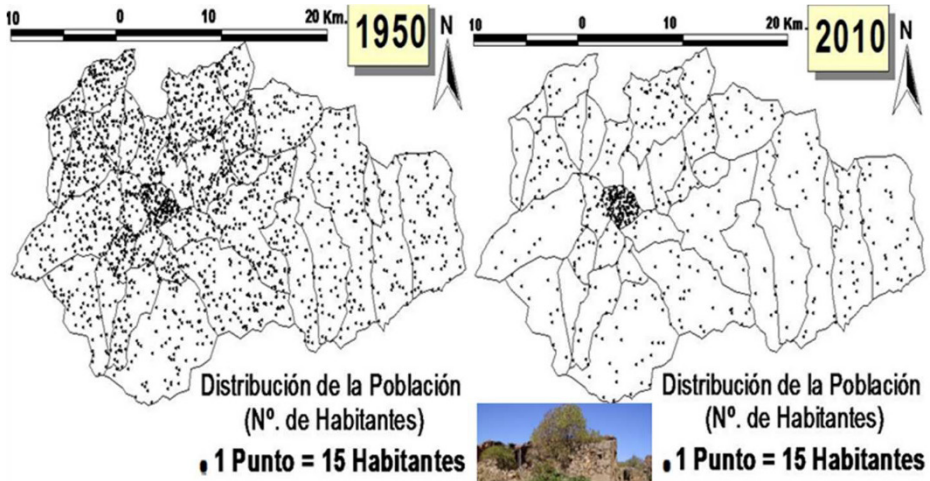 10 0 10 20 Km.
1950
N
Distribución de la Población
(Nº. de Habitantes)
1 Punto = 15 Habitantes
10 0 10 20 Km.
2010
N
Distribución de la Población
(Nº. de Habitantes)
1 Punto = 15 Habitantes